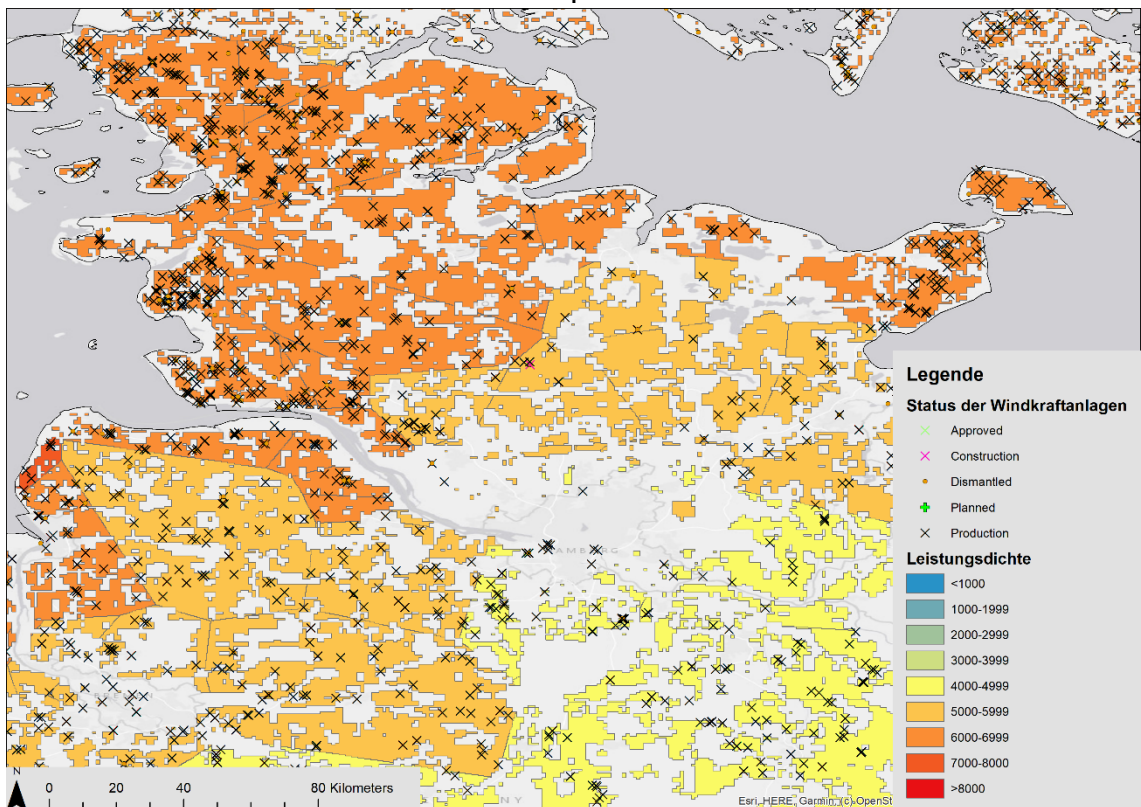 Legende
Status der Windkraftanlagen
Approved
Construction
Dismantled
Planned
Production
Leistungsdichte
<1000
1000-1999
2000-2999
3000-3999
4000-4999
5000-5999
6000-6999
7000-8000
>8000
N
0 20 40 80 Kilometers
NY
Esri, HERE, Garmin, (c) OpenSt